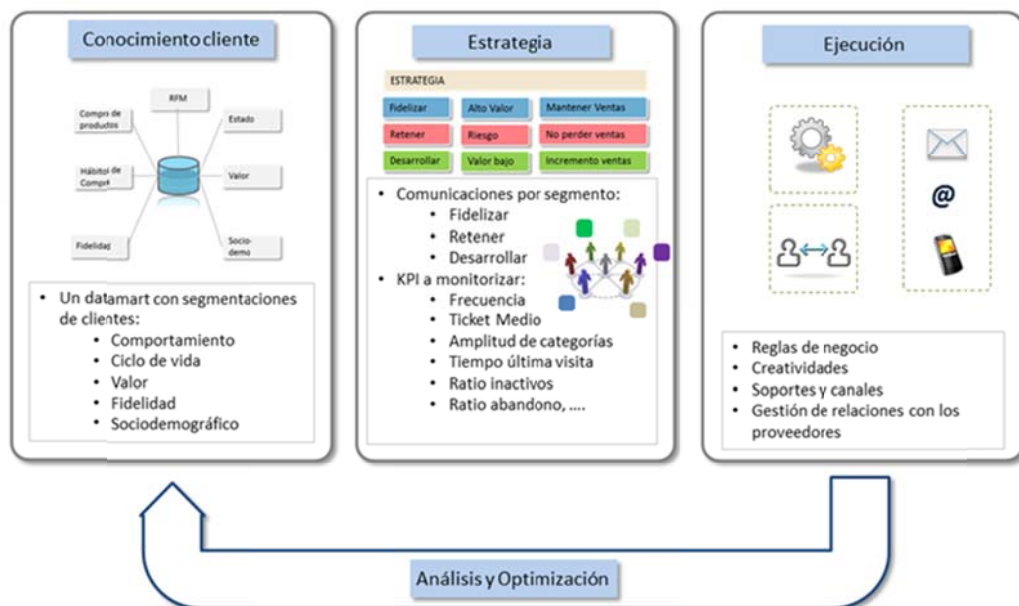 Conocimiento cliente
RFM
Compra de
productos
Estado
Hábitos de
Compra
Valor
Fidelidad
Socio-
demo
• Un datamart con segmentaciones
de clientes:
• Comportamiento
• Ciclo de vida
• Valor
• Fidelidad
• Sociodemográfico
Estrategia
ESTRATEGIA
Fidelizar Alto Valor Mantener Ventas
Retener Riesgo No perder ventas
Desarrollar Valor bajo Incremento ventas
• Comunicaciones por segmento:
• Fidelizar
• Retener
• Desarrollar
• KPI a monitorizar:
• Frecuencia
• Ticket Medio
• Amplitud de categorías
• Tiempo última visita
• Ratio inactivos
• Ratio abandono, ....
Ejecución
@
• Reglas de negocio
• Creatividades
• Soportes y canales
• Gestión de relaciones con los
proveedores
Análisis y Optimización